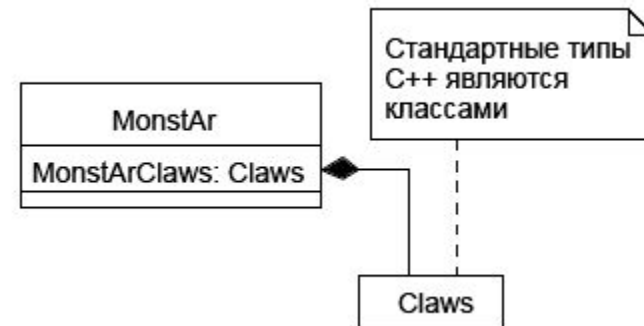 MonstAr
MonstArClaws: Claws
Стандартные типы
C++ являются
классами
Claws